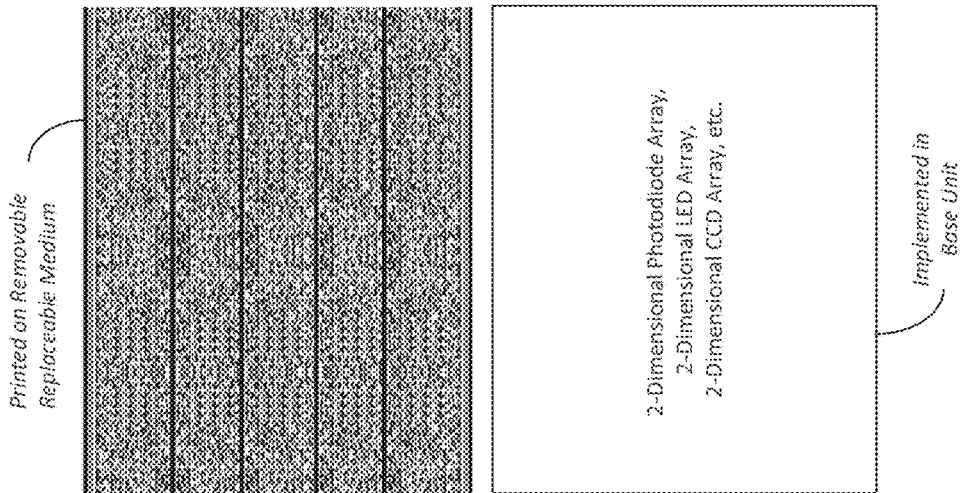 Printed on Removable
Replaceable Medium
2-Dimensional Photodiode Array,
2-Dimensional LED Array,
2-Dimensional CCD Array, etc.
Implemented in
Base Unit